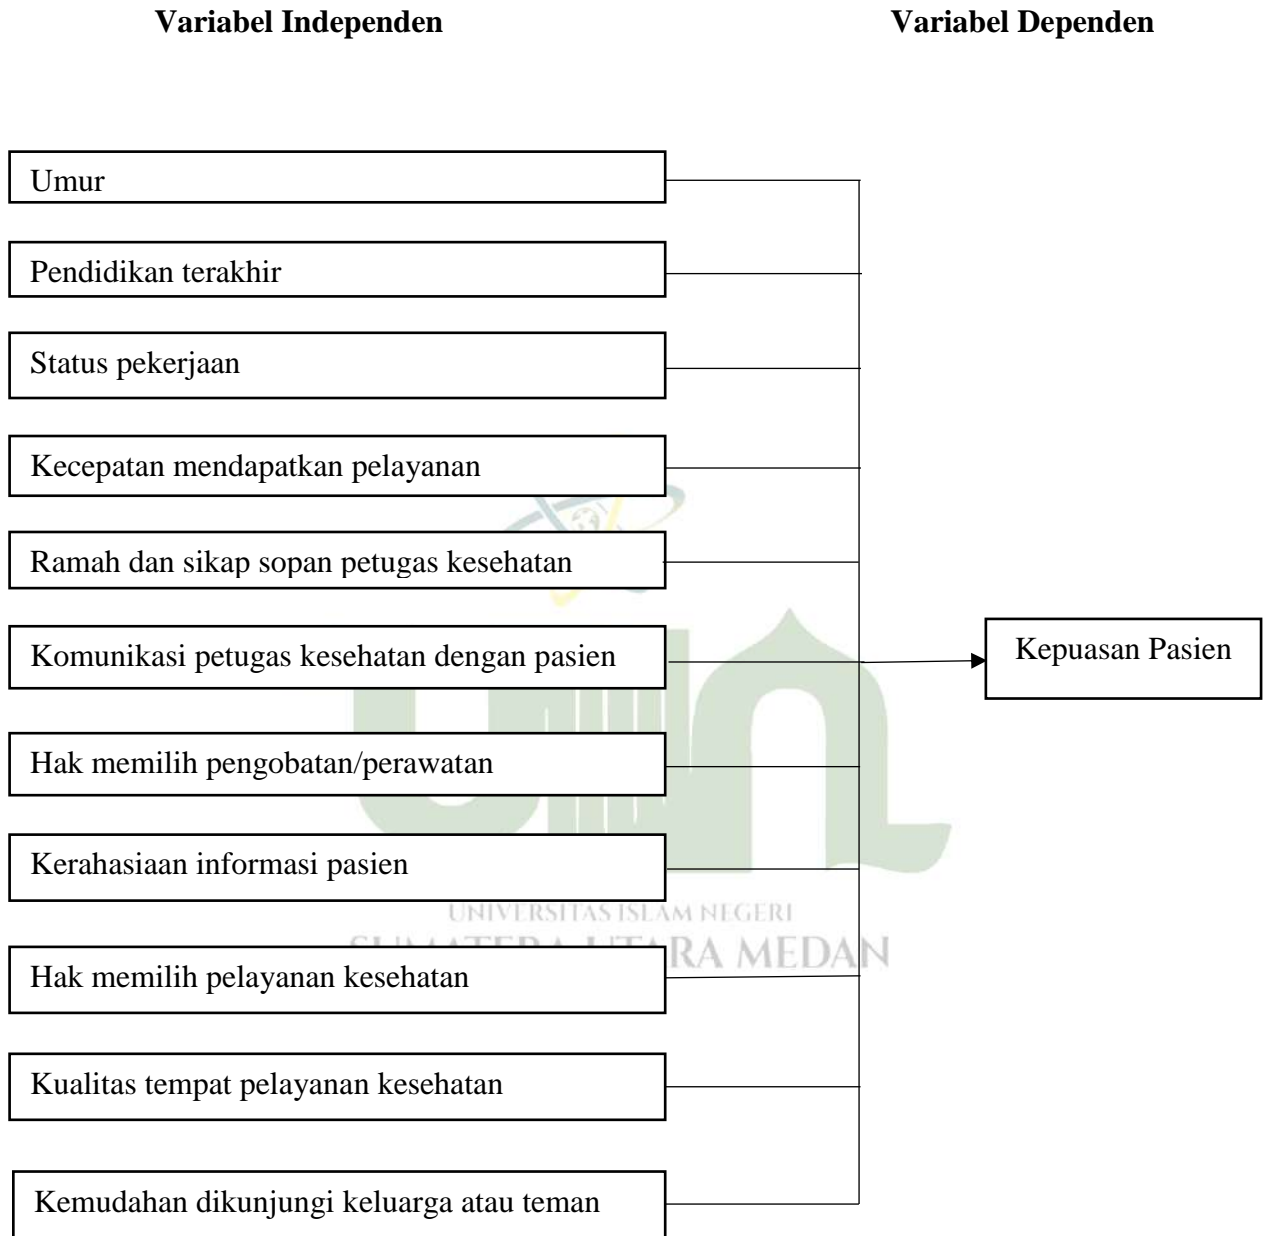 Variabel Independen
Variabel Dependen
Umur
Pendidikan terakhir
Status pekerjaan
Kecepatan mendapatkan pelayanan
Ramah dan sikap sopan petugas kesehatan
Komunikasi petugas kesehatan dengan pasien
Kepuasan Pasien
Hak memilih pengobatan/perawatan
Kerahasiaan informasi pasien
UNIVERSITAS ISLAM NEGERI
SUMATERA UTARA MEDAN
Hak memilih pelayanan kesehatan
Kualitas tempat pelayanan kesehatan
Kemudahan dikunjungi keluarga atau teman